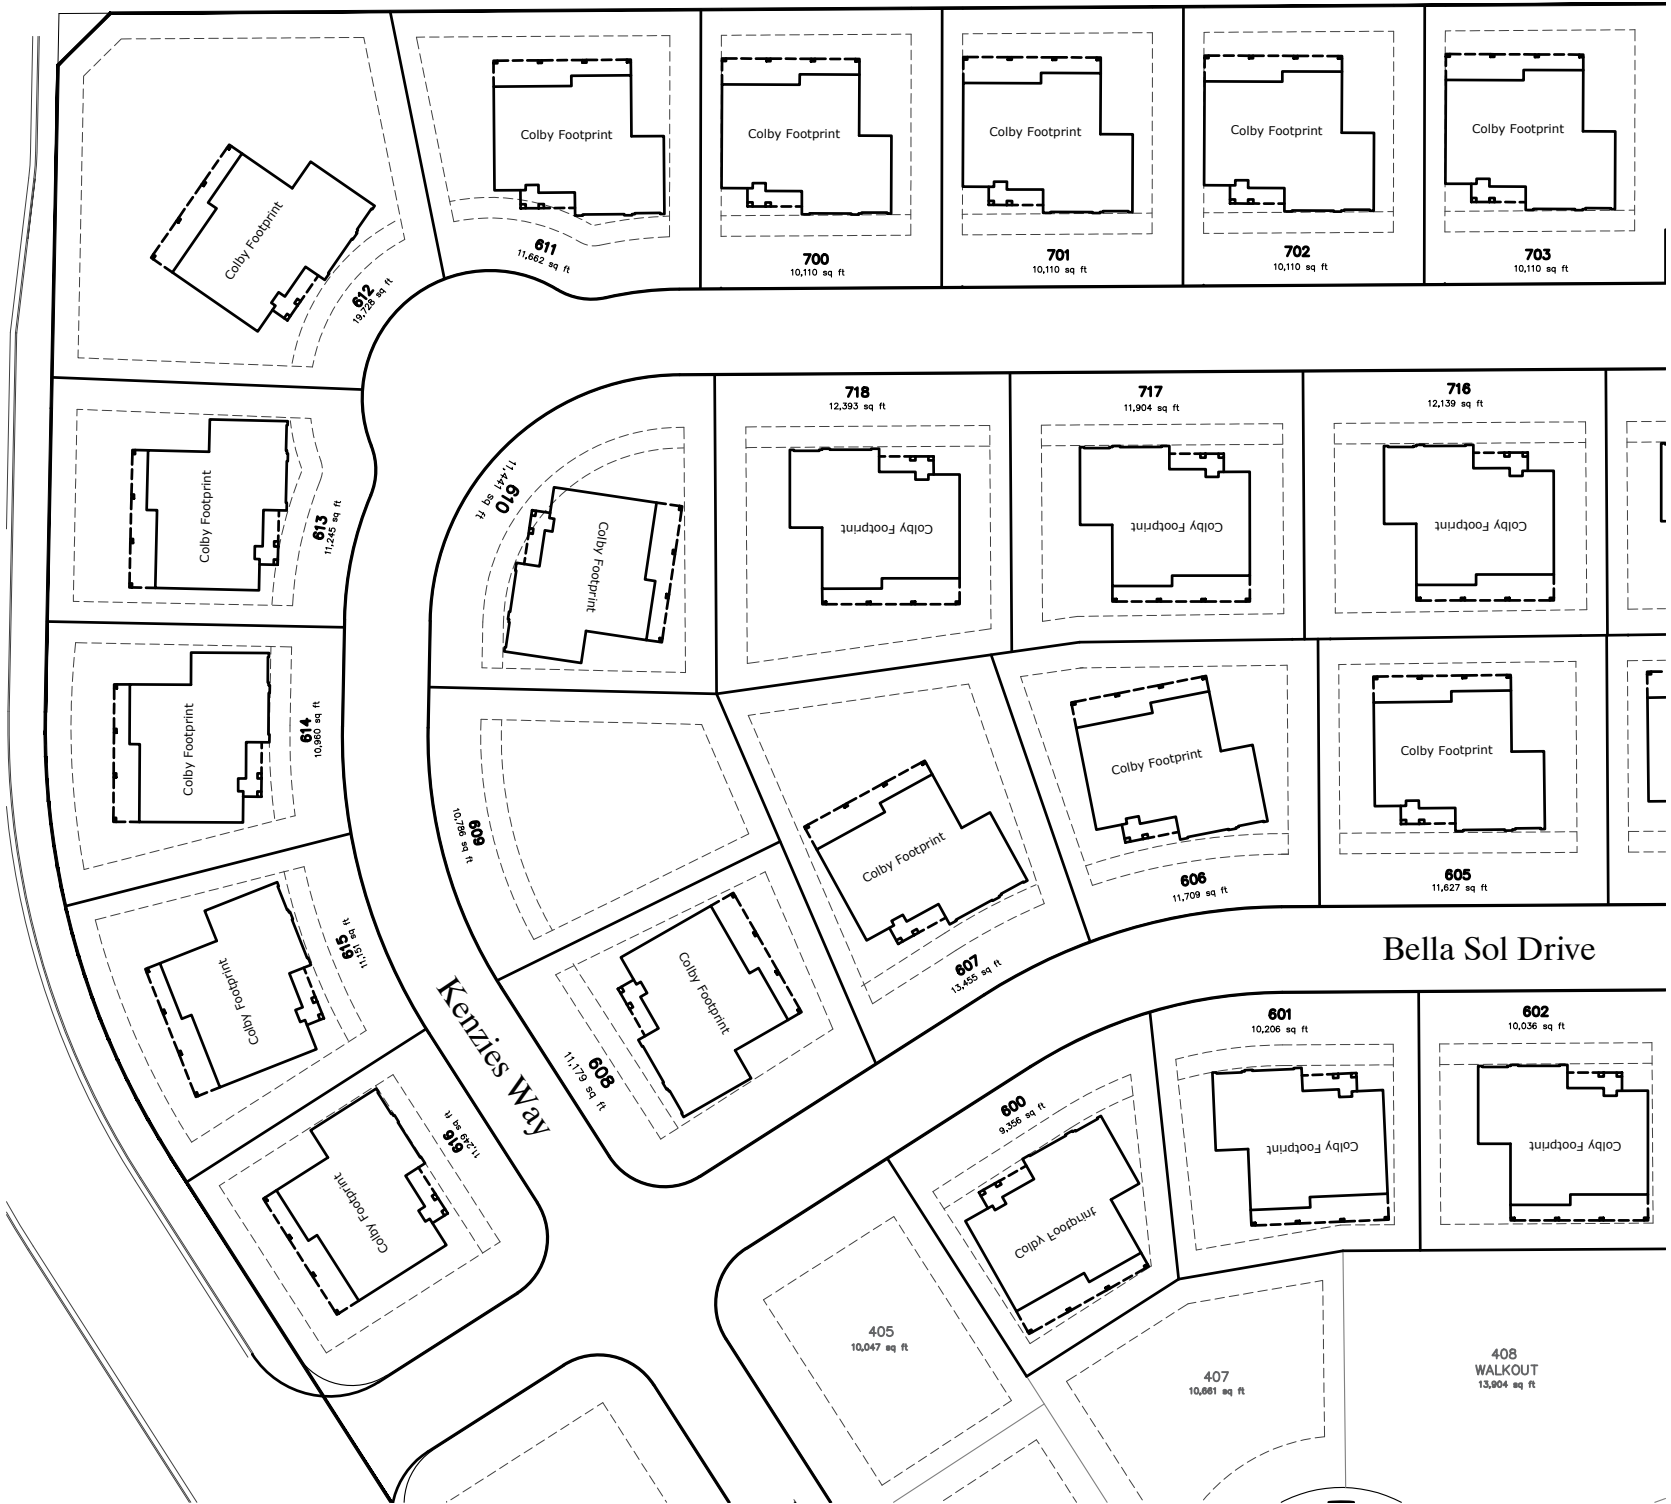 Colby Footprint
611
11,662 sq ft
Colby Footprint
700
10,110 sq ft
Colby Footprint
701
10,110 sq ft
Colby Footprint
702
10,110 sq ft
Colby Footprint
703
10,110 sq ft
Colby Footprint
612
19,728 sq ft
718
12,393 sq ft
Colby Footprint
717
11,904 sq ft
Colby Footprint
716
12,139 sq ft
Colby Footprint
Colby Footprint
613
11,245 sq ft
610
11,441 sq ft
Colby Footprint
Colby Footprint
614
10,960 sq ft
609
10,786 sq ft
Colby Footprint
607
13,455 sq ft
Colby Footprint
606
11,709 sq ft
Colby Footprint
605
11,627 sq ft
Colby Footprint
615
11,151 sq ft
Kenzies Way
Colby Footprint
608
11,179 sq ft
Bella Sol Drive
Colby Footprint
616
11,249 sq ft
600
9,356 sq ft
Colby Footprint
601
10,206 sq ft
Colby Footprint
602
10,036 sq ft
Colby Footprint
405
10,047 sq ft
407
10,661 sq ft
408
WALKOUT
13,904 sq ft